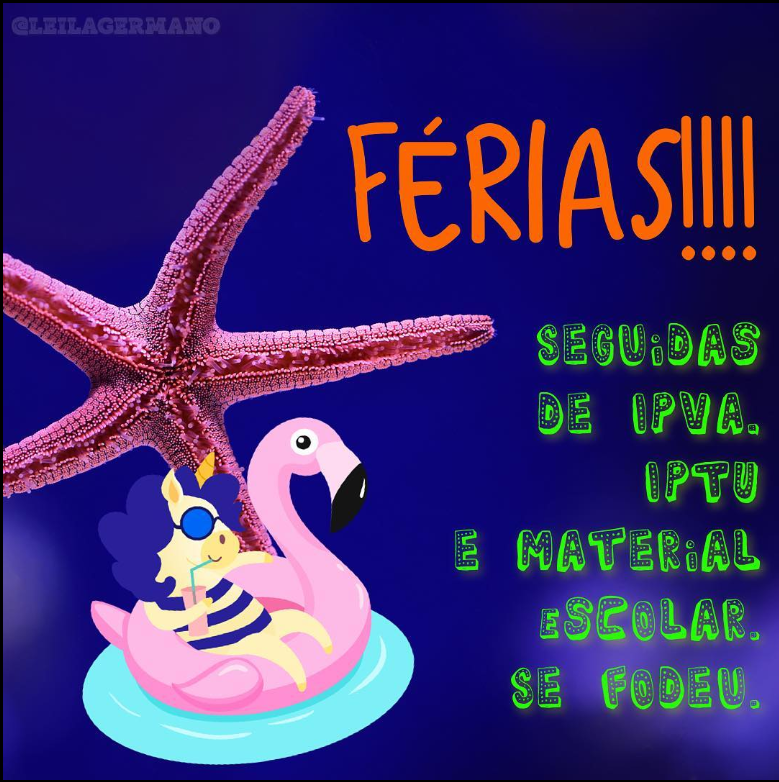 @LEILAGERMANO
FÉRIAS!!!!
SEGUiDAS
DE IPVA.
IPTU
E MATERiAL
ESCOLAR.
SE FODEU.